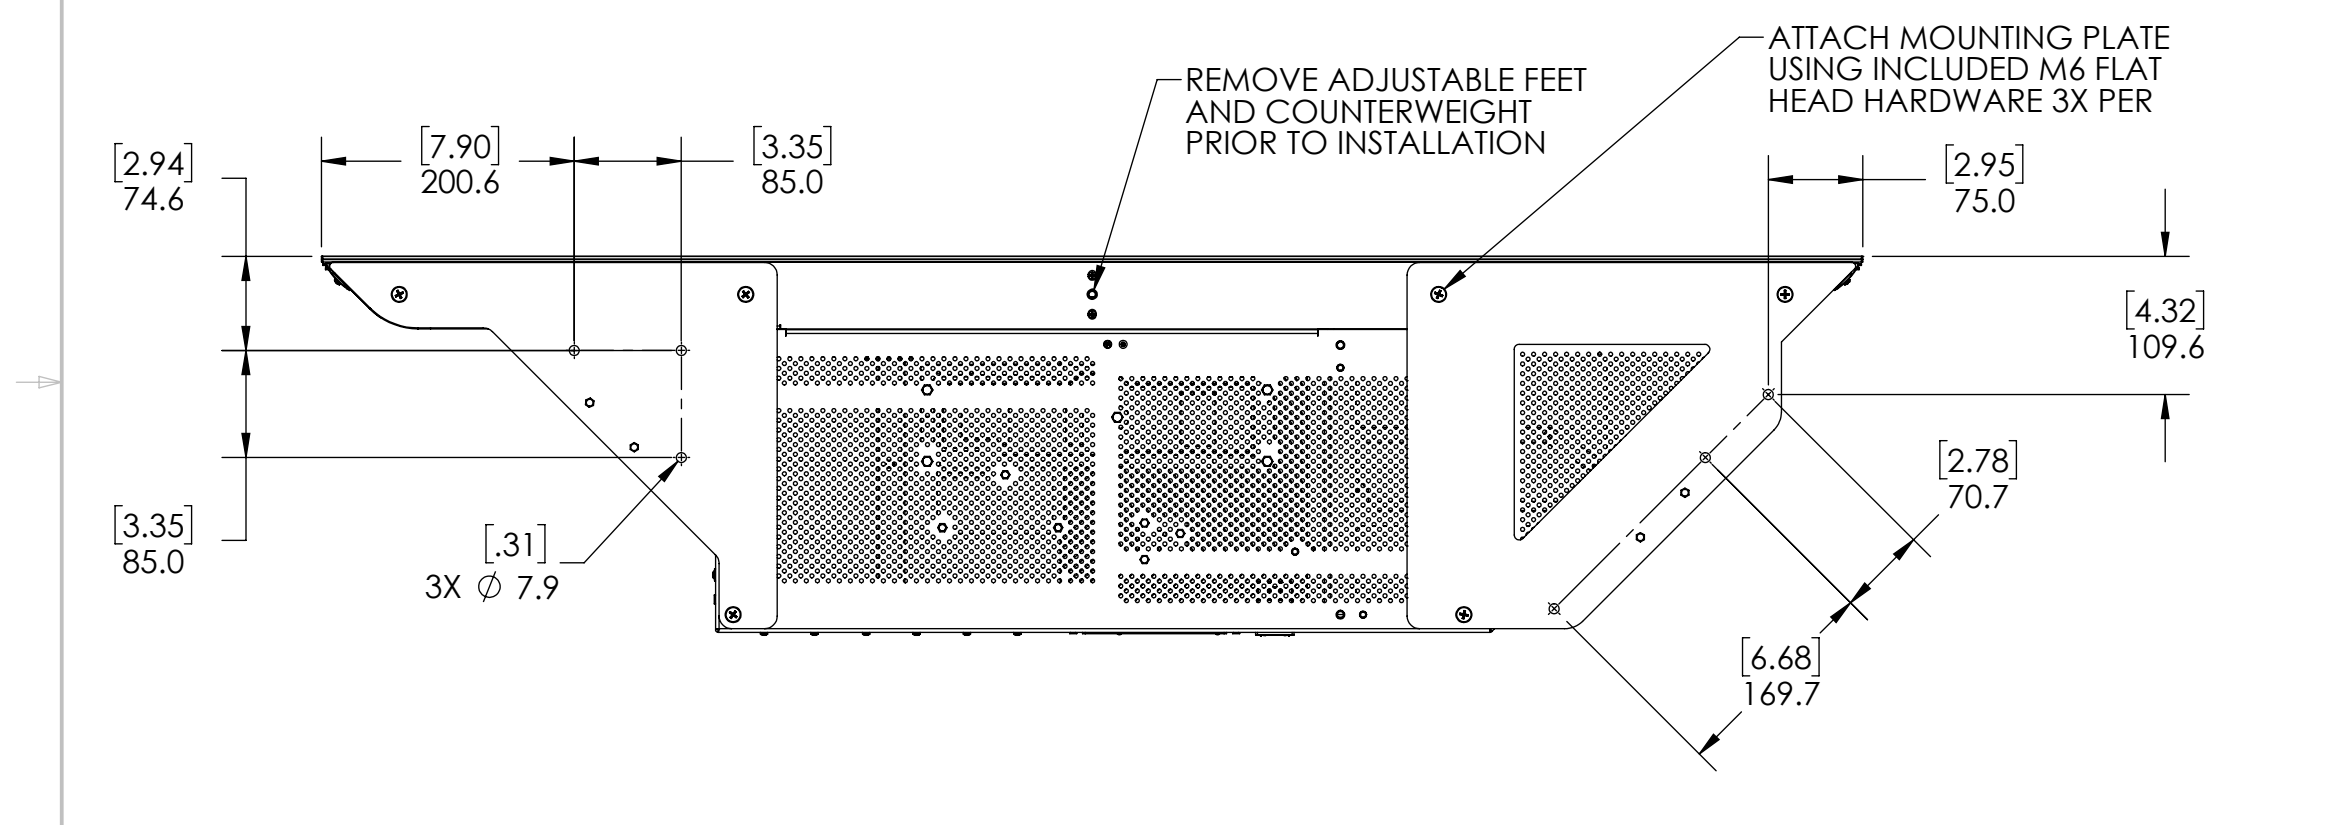 ATTACH MOUNTING PLATE
USING INCLUDED M6 FLAT
HEAD HARDWARE 3X PER
REMOVE ADJUSTABLE FEET
AND COUNTERWEIGHT
PRIOR TO INSTALLATION
[2.94]
74.6
[7.90]
200.6
[3.35]
85.0
[2.95]
75.0
[4.32]
109.6
[2.78]
70.7
[3.35]
85.0
[.31]
3X Ø 7.9
[6.68]
169.7